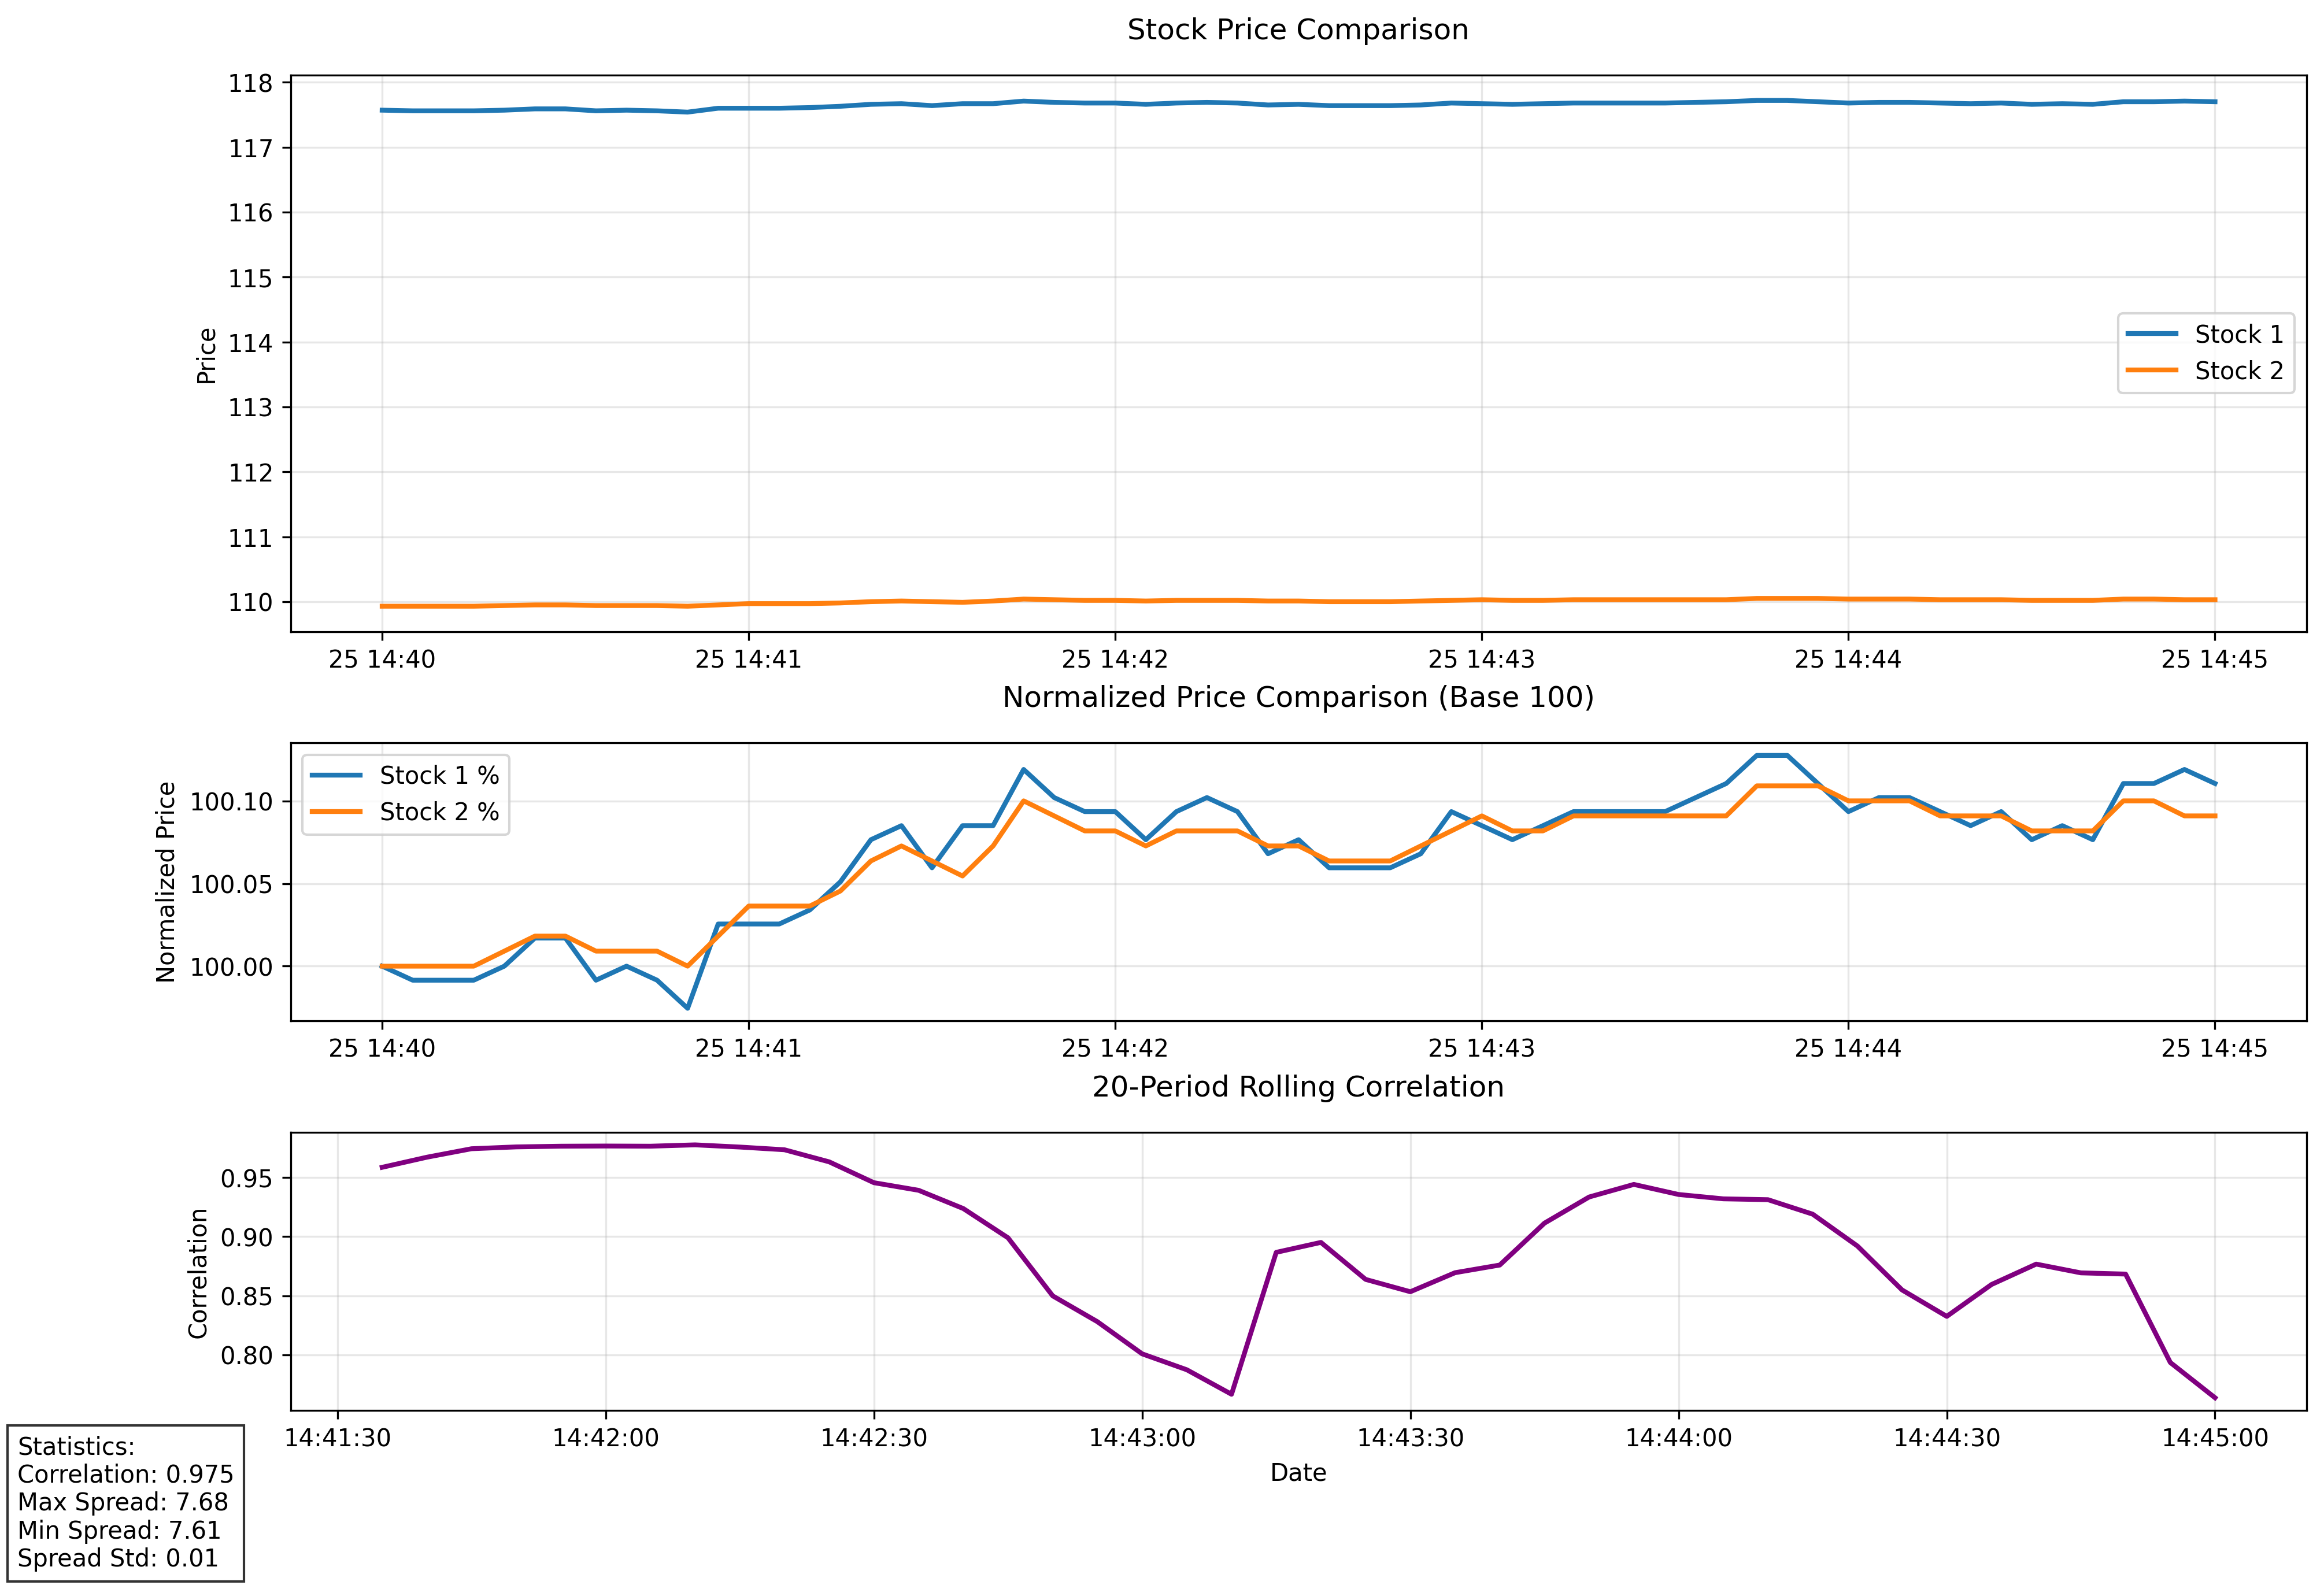 Stock Price Comparison
118
117
116
115
114
113
112
111
110
Price
Stock 1
Stock 2
25 14:40 25 14:41 25 14:42 25 14:43 25 14:44 25 14:45
Normalized Price Comparison (Base 100)
Stock 1 %
Stock 2 %
100.10
100.05
100.00
Normalized Price
25 14:40 25 14:41 25 14:42 25 14:43 25 14:44 25 14:45
20-Period Rolling Correlation
0.95
0.90
0.85
0.80
Correlation
14:41:30 14:42:00 14:42:30 14:43:00 14:43:30 14:44:00 14:44:30 14:45:00
Date
Statistics:
Correlation: 0.975
Max Spread: 7.68
Min Spread: 7.61
Spread Std: 0.01